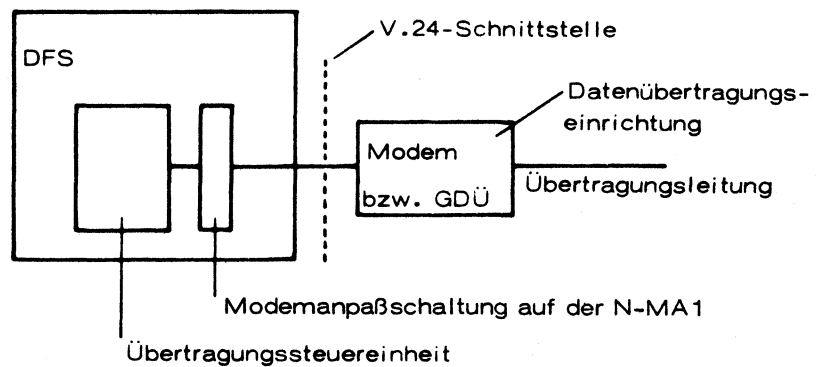 V.24-Schnittstelle
DFS
Datenübertragungs-
einrichtung
Modem
bzw. GDÜ
Übertragungsleitung
Modemanpaßschaltung auf der N-MA1
Übertragungssteuereinheit